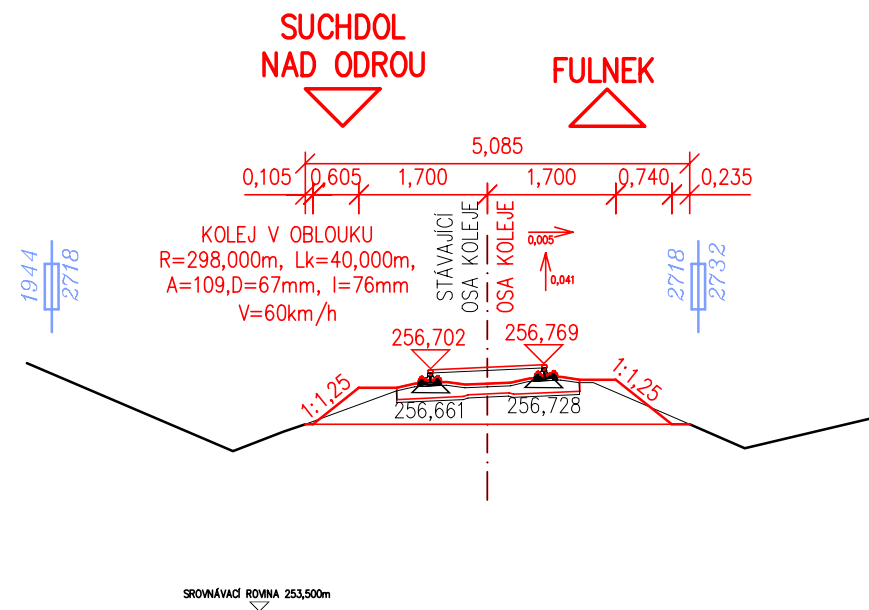 SUCHDOL
NAD ODROU
FULNEK
5,085
0,105
0,605
1,700
1,700
0,740
0,235
KOLEJ V OBLOUKU
R=298,000m, Lk=40,000m,
A=109,D=67mm, I=76mm
V=60km/h
STÁVAJÍCÍ
OSA KOLEJE
OSA KOLEJE
0,005
0,041
1944
2718
2718
2732
256,702
256,769
1:1,25
1:1,25
256,661
256,728
SROVNÁVACÍ ROVINA 253,500m